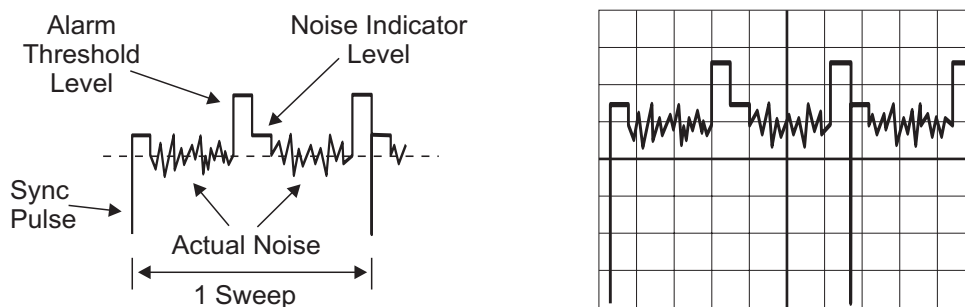 Alarm
Threshold
Level
Noise Indicator
Level
Sync
Pulse
Actual Noise
1 Sweep